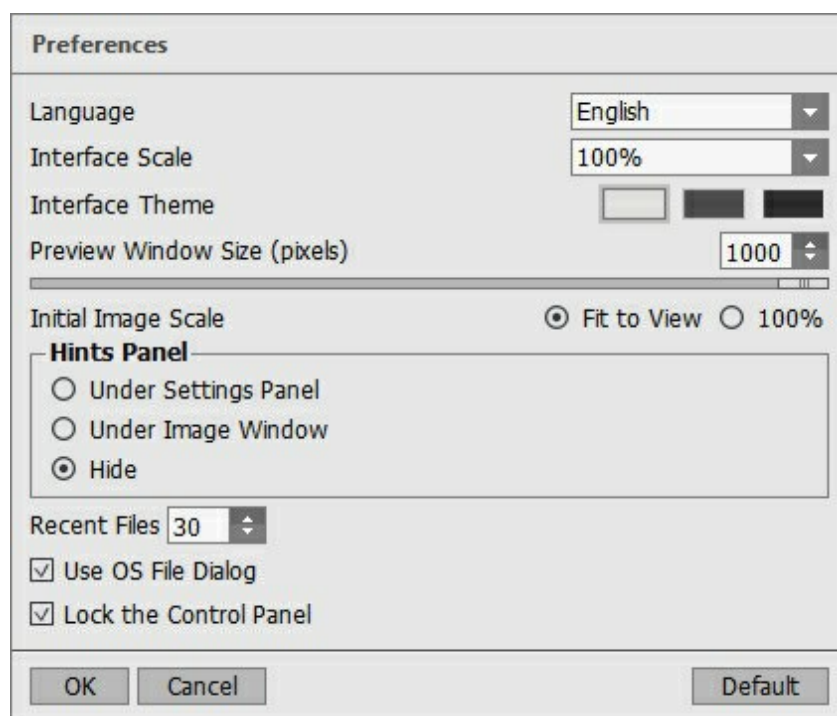 Preferences
Language English
Interface Scale 100%
Interface Theme
Preview Window Size (pixels) 1000
Initial Image Scale Fit to View 100%
Hints Panel
Under Settings Panel
Under Image Window
Hide
Recent Files 30
Use OS File Dialog
Lock the Control Panel
OK Cancel Default